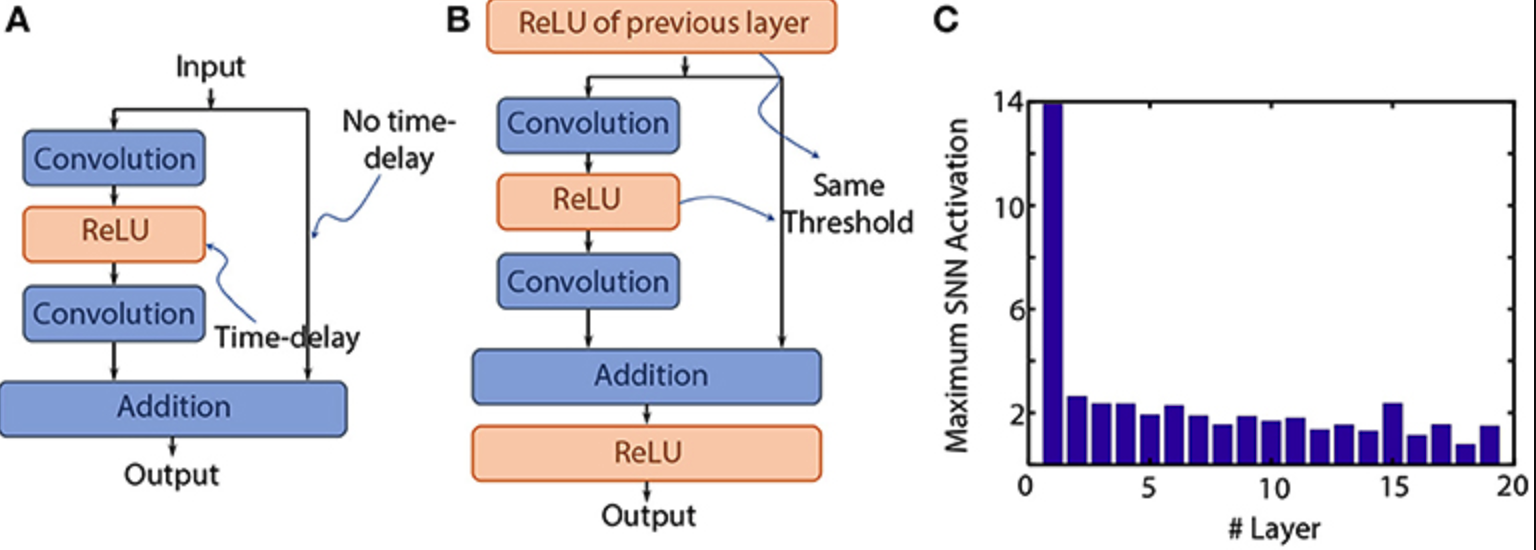 A
Input
Convolution
ReLU
Convolution
Addition
Output
No time-
delay
Time-delay
B
ReLU of previous layer
Convolution
ReLU
Convolution
Addition
ReLU
Output
Same
Threshold
C
Maximum SNN Activation
14
10
6
2
0 5 10 15 20
# Layer